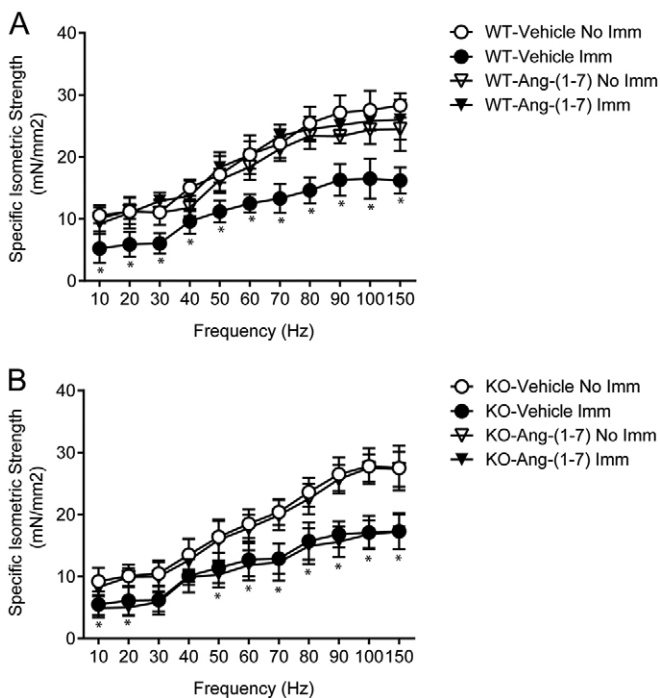 A
Specific Isometric Strength
(mN/mm2)
40
30
20
10
0
10 20 30 40 50 60 70 80 90 100 150
Frequency (Hz)
WT-Vehicle No Imm
WT-Vehicle Imm
WT-Ang-(1-7) No Imm
WT-Ang-(1-7) Imm
* * * * * * * * * * *
B
Specific Isometric Strength
(mN/mm2)
40
30
20
10
0
10 20 30 40 50 60 70 80 90 100 150
Frequency (Hz)
KO-Vehicle No Imm
KO-Vehicle Imm
KO-Ang-(1-7) No Imm
KO-Ang-(1-7) Imm
* * * * * * * * *